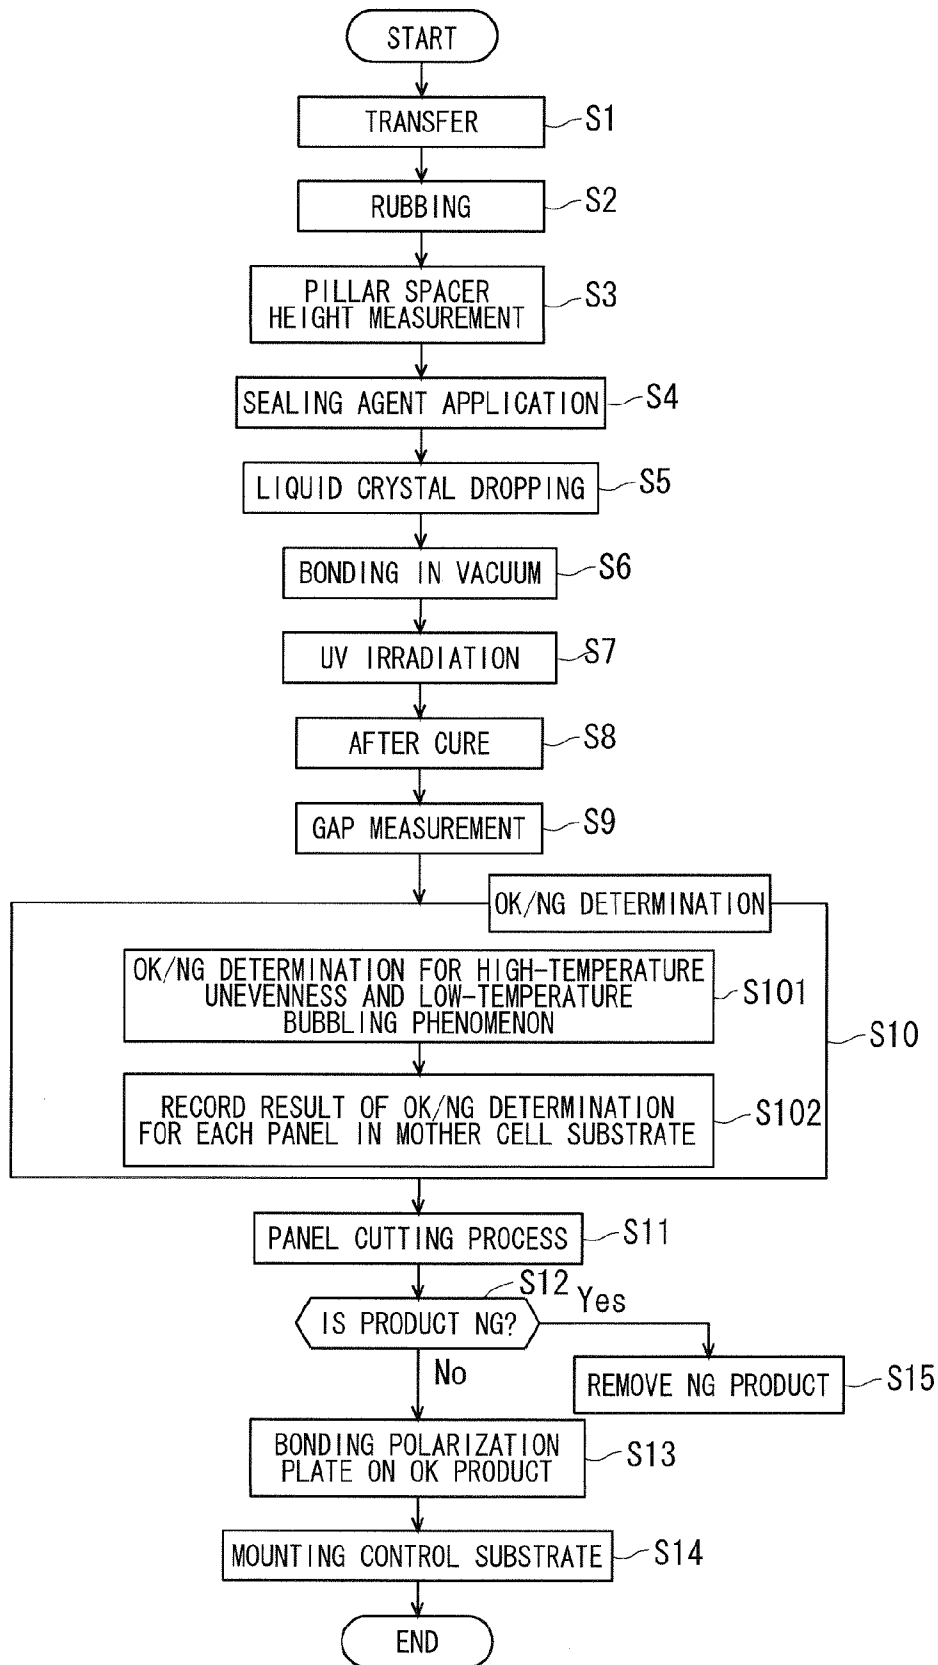 START
TRANSFER
S1
RUBBING
S2
PILLAR SPACER
HEIGHT MEASUREMENT
S3
SEALING AGENT APPLICATION
S4
LIQUID CRYSTAL DROPPING
S5
BONDING IN VACUUM
S6
UV IRRADIATION
S7
AFTER CURE
S8
GAP MEASUREMENT
S9
OK/NG DETERMINATION
OK/NG DETERMINATION FOR HIGH-TEMPERATURE
UNEVENNESS AND LOW-TEMPERATURE
BUBBLING PHENOMENON
S101
S10
RECORD RESULT OF OK/NG DETERMINATION
FOR EACH PANEL IN MOTHER CELL SUBSTRATE
S102
PANEL CUTTING PROCESS
S11
S12
IS PRODUCT NG?
Yes
No
REMOVE NG PRODUCT
S15
BONDING POLARIZATION
PLATE ON OK PRODUCT
S13
MOUNTING CONTROL SUBSTRATE
S14
END